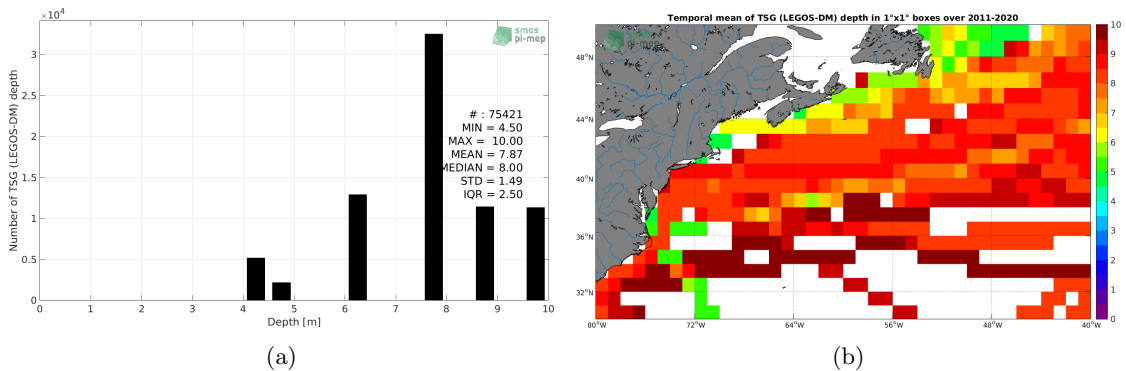 ×10⁴
smos
pi-mep
Number of TSG (LEGOS-DM) depth
3
2.5
2
1.5
1
0.5
0
# : 75421
MIN = 4.50
MAX = 10.00
MEAN = 7.87
MEDIAN = 8.00
STD = 1.49
IQR = 2.50
0 1 2 3 4 5 6 7 8 9 10
Depth [m]
(a)
Temporal mean of TSG (LEGOS-DM) depth in 1°x1° boxes over 2011-2020
smos
pi-mep
48°N
44°N
40°N
36°N
32°N
80°W 72°W 64°W 56°W 48°W 40°W
10
9
8
7
6
5
4
3
2
1
0
(b)